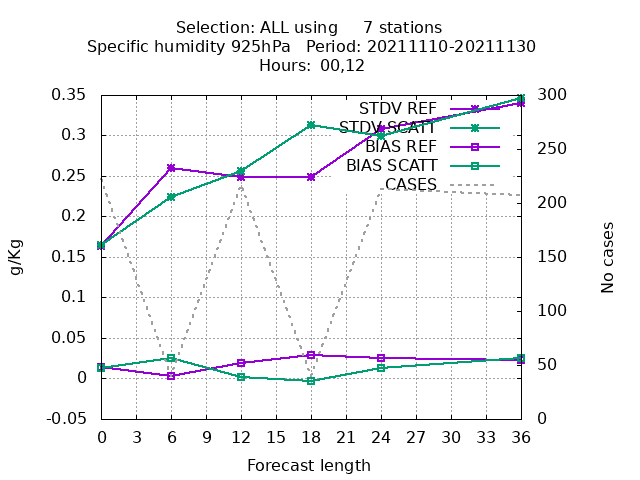 Selection: ALL using     7 stations
Specific humidity 925hPa   Period: 20211110-20211130
Hours: 00,12
STDV REF
STDV SCATT
BIAS REF
BIAS SCATT
CASES
0.35
0.3
0.25
0.2
0.15
0.1
0.05
0
-0.05
300
250
200
150
100
50
0
g/Kg
No cases
0 3 6 9 12 15 18 21 24 27 30 33 36
Forecast length